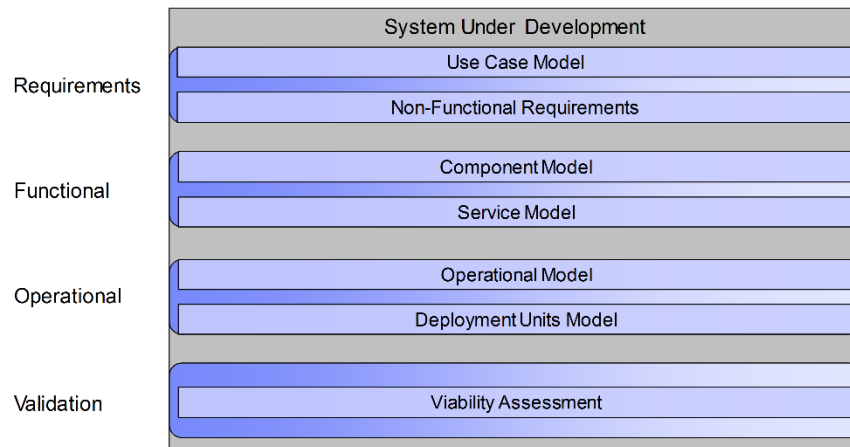 System Under Development
Requirements
Use Case Model
Non-Functional Requirements
Functional
Component Model
Service Model
Operational
Operational Model
Deployment Units Model
Validation
Viability Assessment